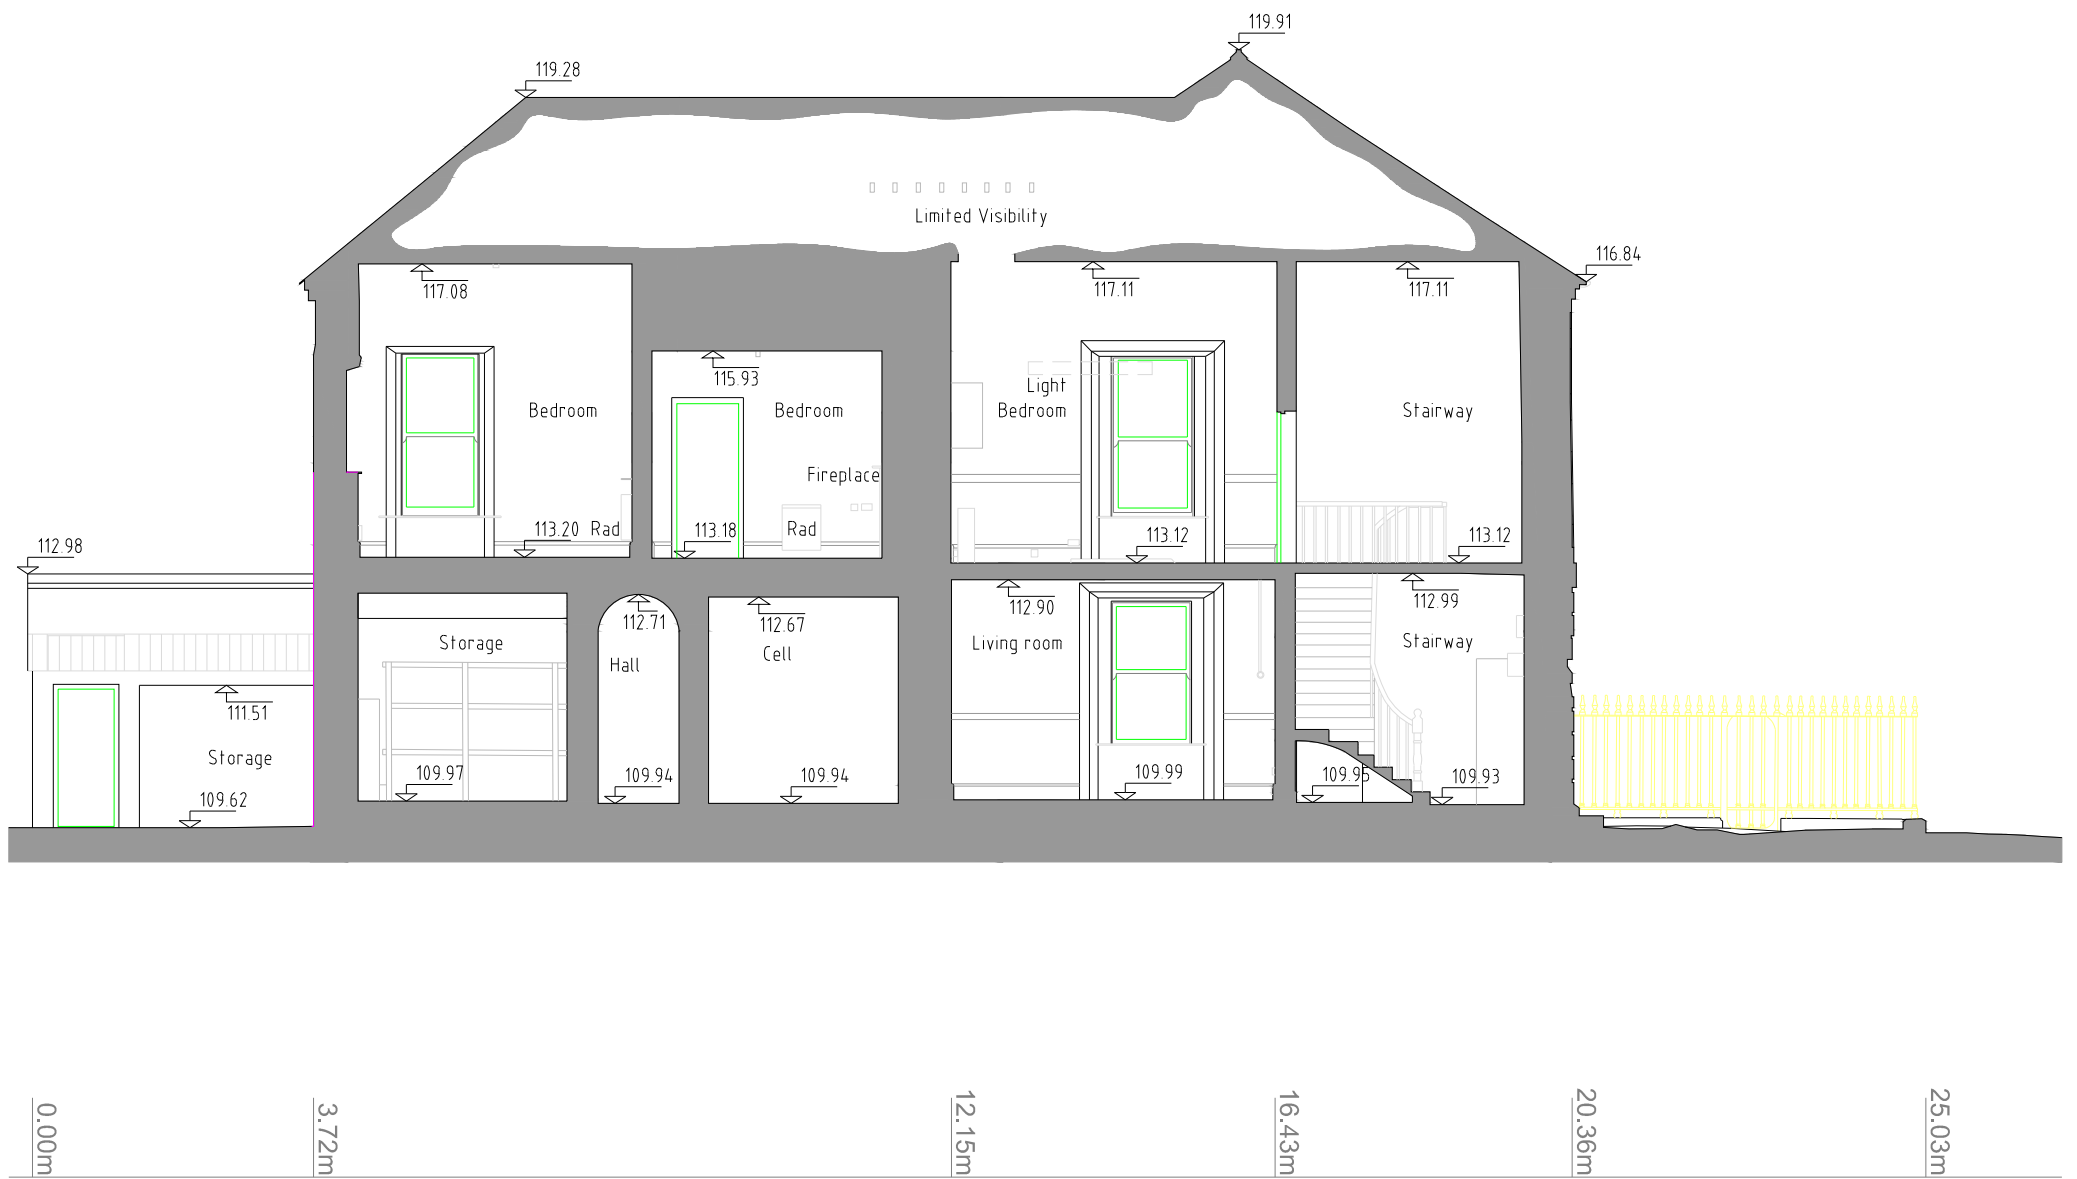 119.91
119.28
Limited Visibility
116.84
117.08
117.11
117.11
115.93
Light
Bedroom
Bedroom
Bedroom
Stairway
Fireplace
113.20
Rad
113.18
Rad
113.12
113.12
112.98
112.90
112.99
112.71
112.67
Storage
Hall
Cell
Living room
Stairway
111.51
Storage
109.97
109.94
109.94
109.99
109.95
109.93
109.62
0.00m
3.72m
12.15m
16.43m
20.36m
25.03m